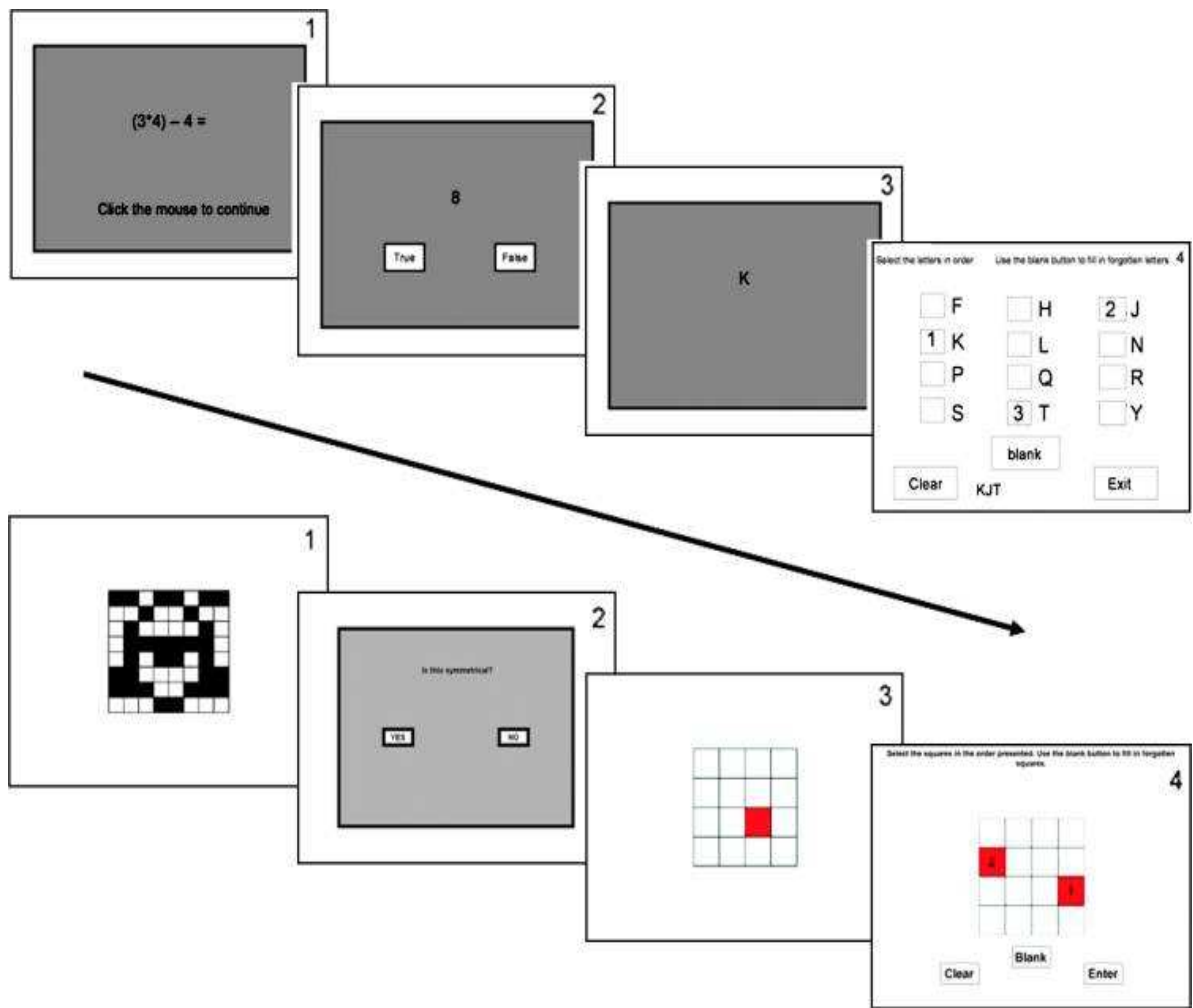 1
(3*4) – 4 =
Click the mouse to continue
2
8
True False
3
K
Select the letters in order Use the blank button to fill in forgotten letters 4
F H 2 J
1 K L N
P Q R
S 3 T Y
blank
Clear KJT Exit
1
2
Is this symmetrical?
YES NO
3
Select the squares in the order presented. Use the blank button to fill in forgotten
squares.
4
2
1
Blank
Clear Enter